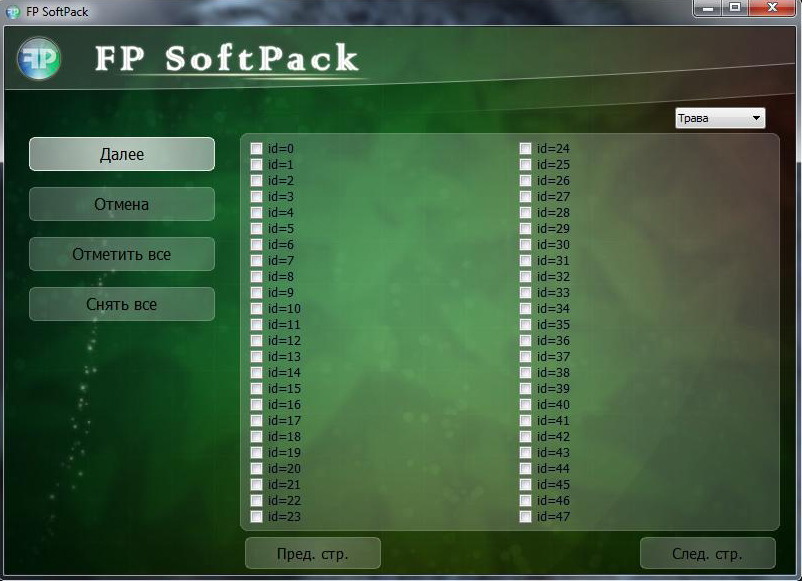 FP SoftPack
FP
FP SoftPack
Трава
Далее
Отмена
Отметить все
Снять все
id=0
id=1
id=2
id=3
id=4
id=5
id=6
id=7
id=8
id=9
id=10
id=11
id=12
id=13
id=14
id=15
id=16
id=17
id=18
id=19
id=20
id=21
id=22
id=23
id=24
id=25
id=26
id=27
id=28
id=29
id=30
id=31
id=32
id=33
id=34
id=35
id=36
id=37
id=38
id=39
id=40
id=41
id=42
id=43
id=44
id=45
id=46
id=47
Пред. стр.
След. стр.